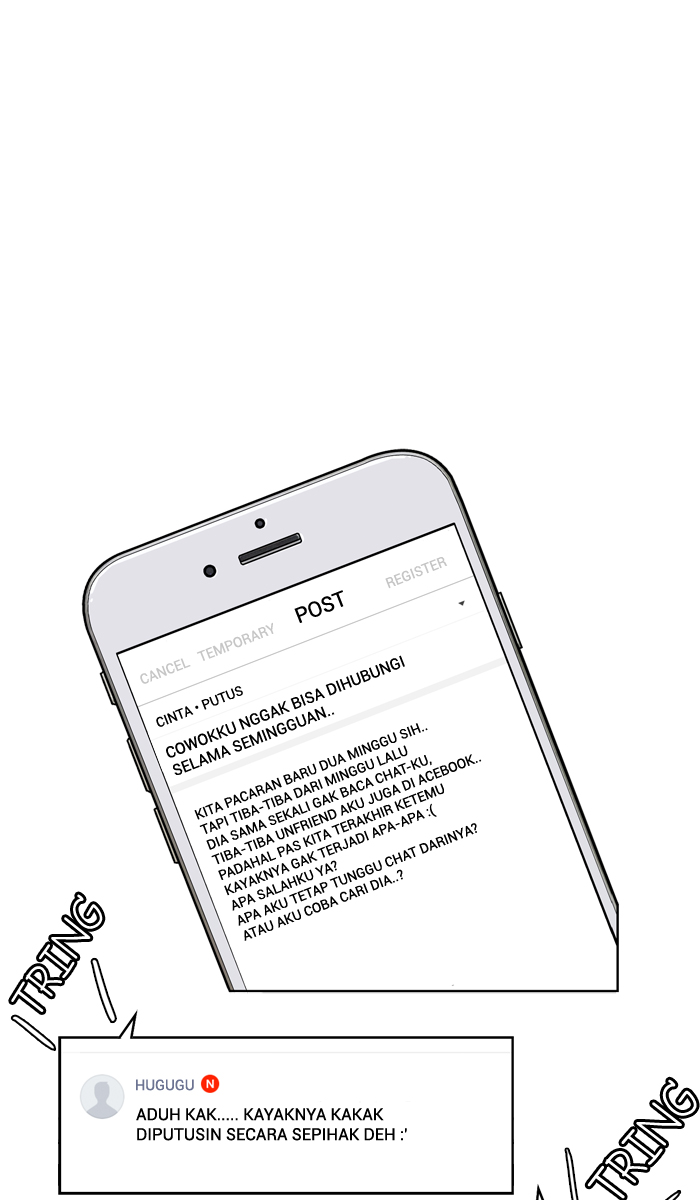 CANCEL TEMPORARY POST REGISTER
CINTA • PUTUS
COWOKKU NGGAK BISA DIHUBUNGI
SELAMA SEMINGGUAN..
KITA PACARAN BARU DUA MINGGU SIH..
TAPI TIBA-TIBA DARI MINGGU LALU
DIA SAMA SEKALI GAK BACA CHAT-KU,
TIBA-TIBA UNFRIEND AKU JUGA DI ACEBOOK..
PADAHAL PAS KITA TERAKHIR KETEMU
KAYAKNYA GAK TERJADI APA-APA :(
APA SALAHKU YA?
APA AKU TETAP TUNGGU CHAT DARINYA?
ATAU AKU COBA CARI DIA..?
TRING
HUGUGU N
ADUH KAK..... KAYAKNYA KAKAK
DIPUTUSIN SECARA SEPIHAK DEH :'
TRING